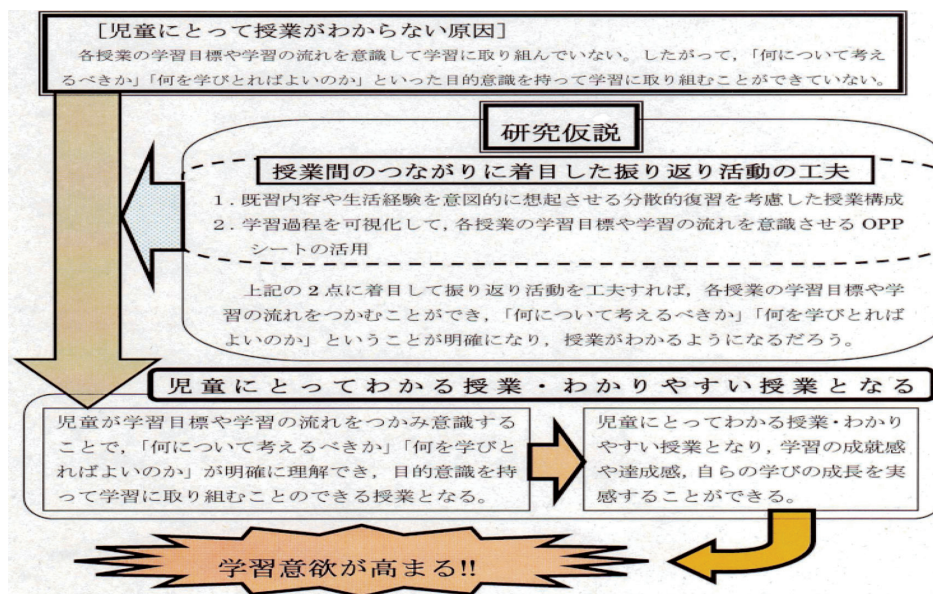 [児童にとって授業がわからない原因]
各授業の学習目標や学習の流れを意識して学習に取り組んでいない。したがって,「何について考え
るべきか」「何を学びとればよいのか」といった目的意識を持って学習に取り組むことができていない。
研究仮説
授業間のつながりに着目した振り返り活動の工夫
1.既習内容や生活経験を意図的に想起させる分散的復習を考慮した授業構成
2.学習過程を可視化して,各授業の学習目標や学習の流れを意識させる OPP
シートの活用
上記の 2 点に着目して振り返り活動を工夫すれば,各授業の学習目標や学
習の流れをつかむことができ,「何について考えるべきか」「何を学びとれば
よいのか」ということが明確になり,授業がわかるようになるだろう。
児童にとってわかる授業・わかりやすい授業となる
児童が学習目標や学習の流れをつかみ意識する
ことで,「何について考えるべきか」「何を学びと
ればよいのか」が明確に理解でき,目的意識を持
って学習に取り組むことのできる授業となる。
児童にとってわかる授業・わかり
やすい授業となり,学習の成就感
や達成感,自らの学びの成長を実
感することができる。
学習意欲が高まる!!